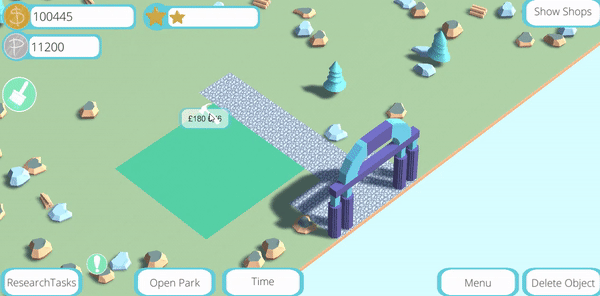 100445
Show Shops
11200
£180
ResearchTasks
Open Park
Time
Menu
Delete Object